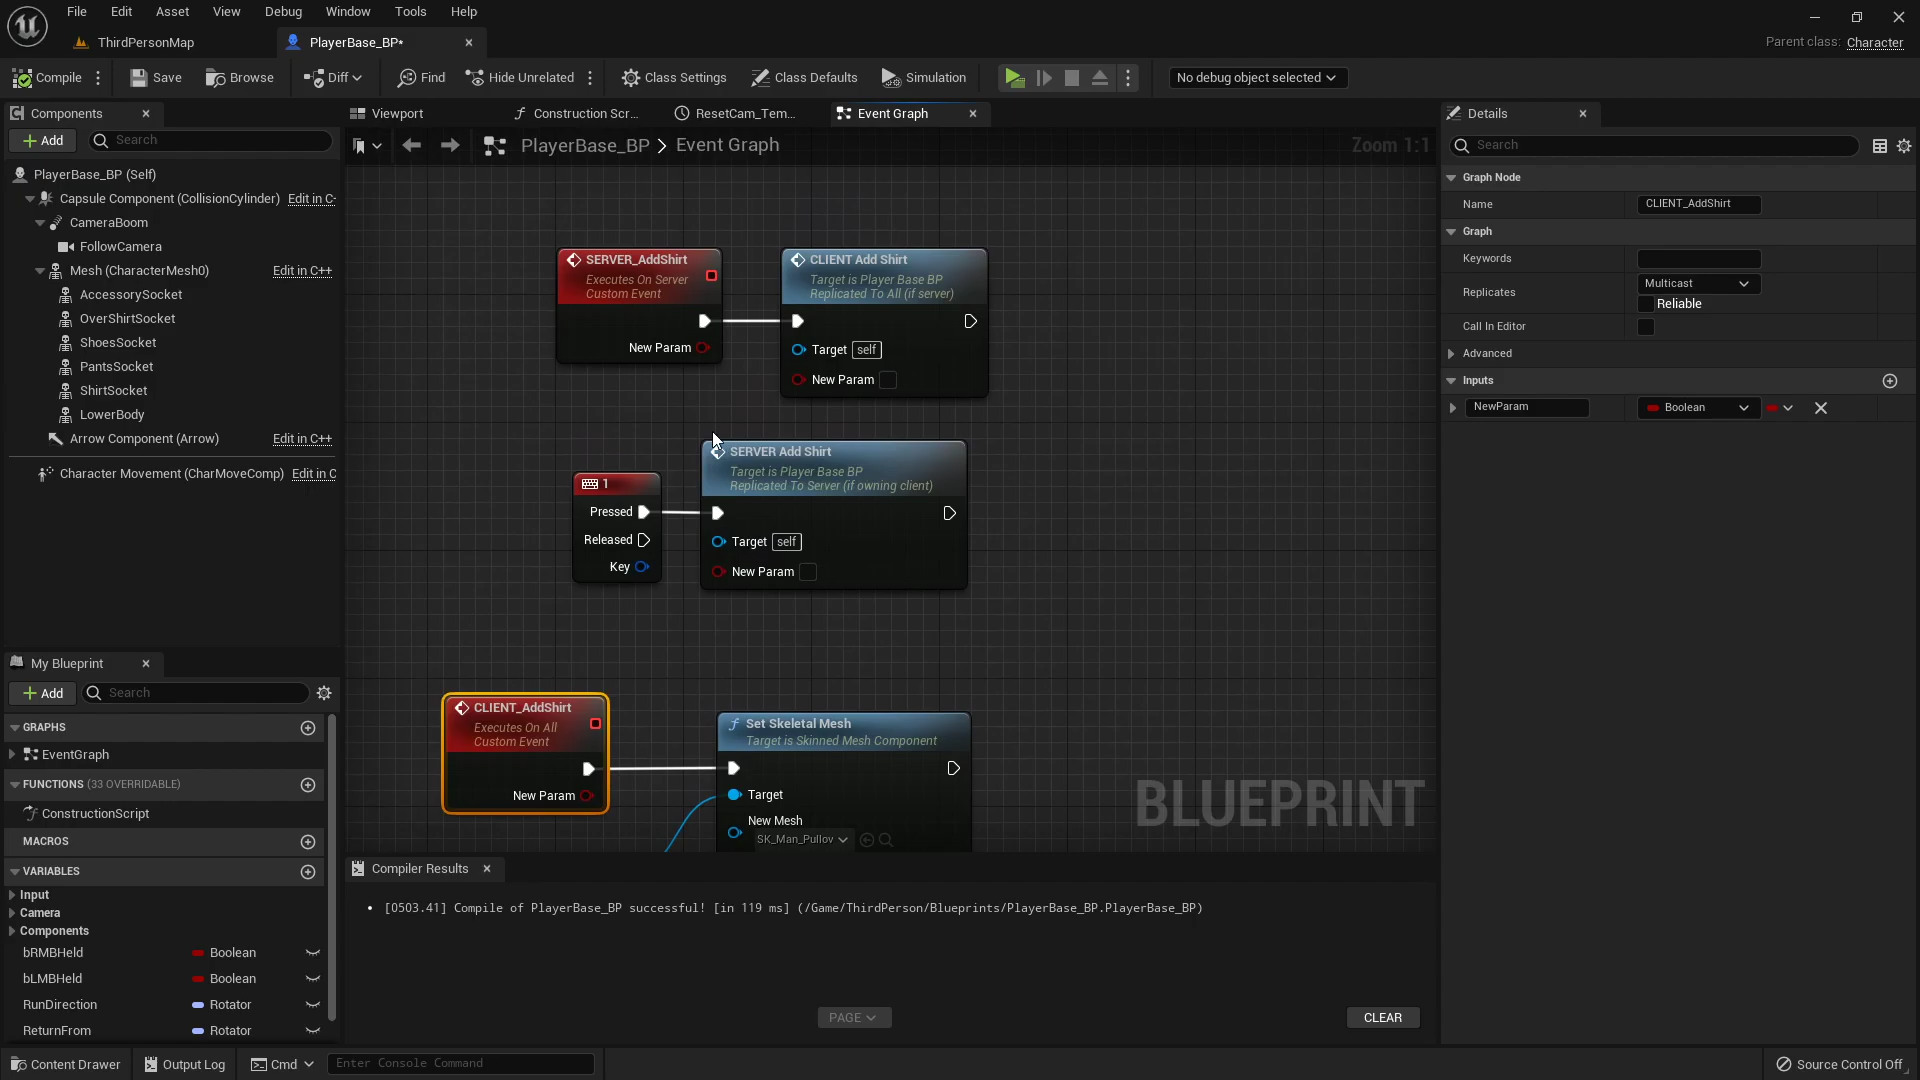 File Edit Asset View Debug Window Tools Help
ThirdPersonMap
PlayerBase_BP*
Parent class: Character
Compile
Save
Browse
Diff
Find
Hide Unrelated
Class Settings
Class Defaults
Simulation
No debug object selected
Components
Add
Search
PlayerBase_BP (Self)
Capsule Component (CollisionCylinder) Edit in C
CameraBoom
FollowCamera
Mesh (CharacterMesh0) Edit in C++
AccessorySocket
OverShirtSocket
ShoesSocket
PantsSocket
ShirtSocket
LowerBody
Arrow Component (Arrow) Edit in C++
Character Movement (CharMoveComp) Edit in C
My Blueprint
Add
Search
GRAPHS
EventGraph
FUNCTIONS (33 OVERRIDABLE)
ConstructionScript
MACROS
VARIABLES
Input
Camera
Components
bRMBHeld Boolean
bLMBHeld Boolean
RunDirection Rotator
ReturnFrom Rotator
Viewport
Construction Scr...
ResetCam_Tem...
Event Graph
PlayerBase_BP > Event Graph
Zoom 1:1
SERVER_AddShirt
Executes On Server
Custom Event
New Param
CLIENT Add Shirt
Target is Player Base BP
Replicated To All (if server)
Target self
New Param
1
Pressed
Released
Key
SERVER Add Shirt
Target is Player Base BP
Replicated To Server (if owning client)
Target self
New Param
CLIENT_AddShirt
Executes On All
Custom Event
New Param
Set Skeletal Mesh
Target is Skinned Mesh Component
Target
New Mesh
SK_Man_Pullov
BLUEPRINT
Compiler Results
• [0503.41] Compile of PlayerBase_BP successful! [in 119 ms] (/Game/ThirdPerson/Blueprints/PlayerBase_BP.PlayerBase_BP)
PAGE
CLEAR
Details
Search
Graph Node
Name CLIENT_AddShirt
Graph
Keywords
Replicates Multicast
Reliable
Call In Editor
Advanced
Inputs
NewParam Boolean
Content Drawer
Output Log
Cmd
Enter Console Command
Source Control Off